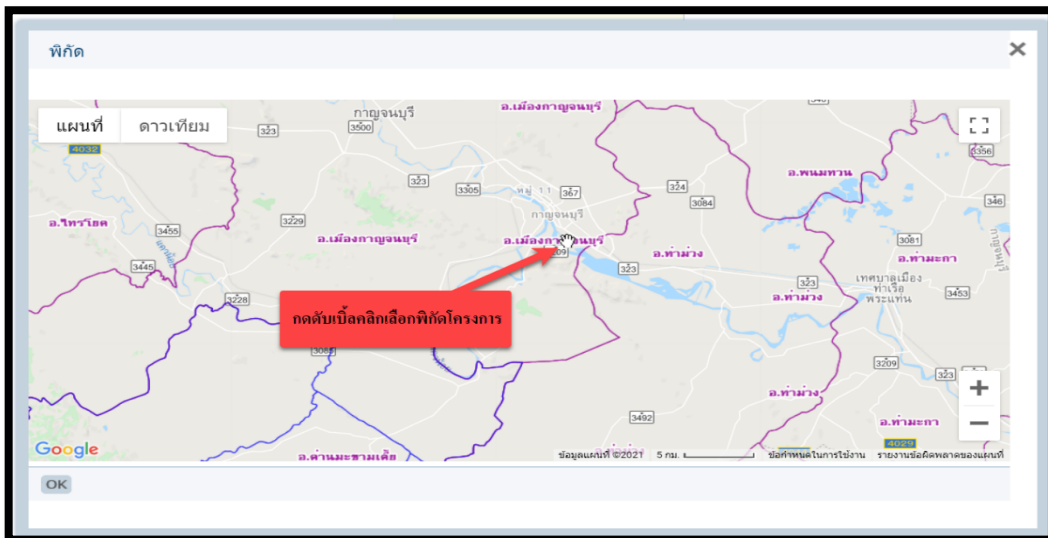 พิกัด
×
แผนที่ ดาวเทียม
กาญจนบุรี
อ.เมืองกาญจนบุรี
323
3500
4032
5356
อ.พนมทวน
323
3305
หมู่ 11
367
324
3084
346
กาญจนบุรี
อ.ไทรโยค
3455
3229
อ.เมืองกาญจนบุรี
อ.เมืองกาญจนบุรี
3081
แควน้อย
3445
323
อ.ท่าม่วง
อ.ท่ามะกา
323
เทศบาลเมือง
ท่าเรือ
พระแท่น
3453
อ.ท่าม่วง
3228
กดดับเบิ้ลคลิกเลือกพิกัดโครงการ
3209
323
+
อ.ท่าม่วง
3492
อ.ท่ามะกา
−
4029
Google
อ.ด่านมะขามเตี้ย
ข้อมูลแผนที่ ©2021 5 กม. ข้อกำหนดในการใช้งาน รายงานข้อผิดพลาดของแผนที่
OK